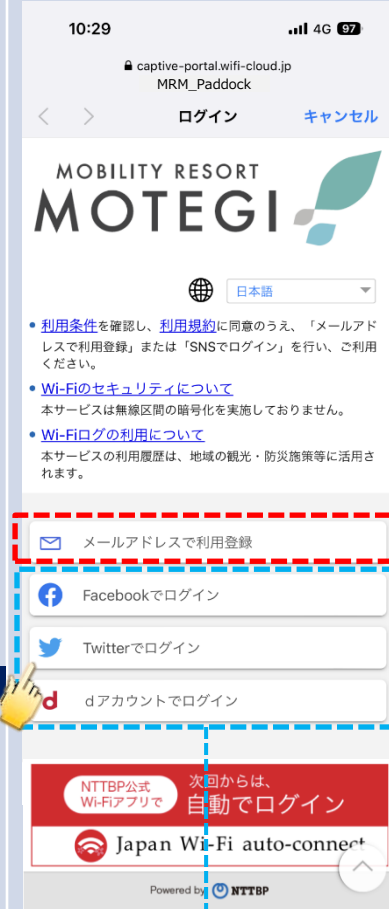 10:29
4G 97
captive-portal.wifi-cloud.jp
MRM_Paddock
ログイン
キャンセル
MOBILITY RESORT
MOTEGI
日本語
利用条件を確認し、利用規約に同意のうえ、「メールアド
レスで利用登録」または「SNSでログイン」を行い、ご利用
ください。
Wi-Fiのセキュリティについて
本サービスは無線区間の暗号化を実施しておりません。
Wi-Fiログの利用について
本サービスの利用履歴は、地域の観光・防災施策等に活用さ
れます。
メールアドレスで利用登録
Facebookでログイン
Twitterでログイン
d dアカウントでログイン
NTTBP公式
Wi-Fiアプリで
次回からは、
自動でログイン
Japan Wi-Fi auto-connect
Powered by NTTBP